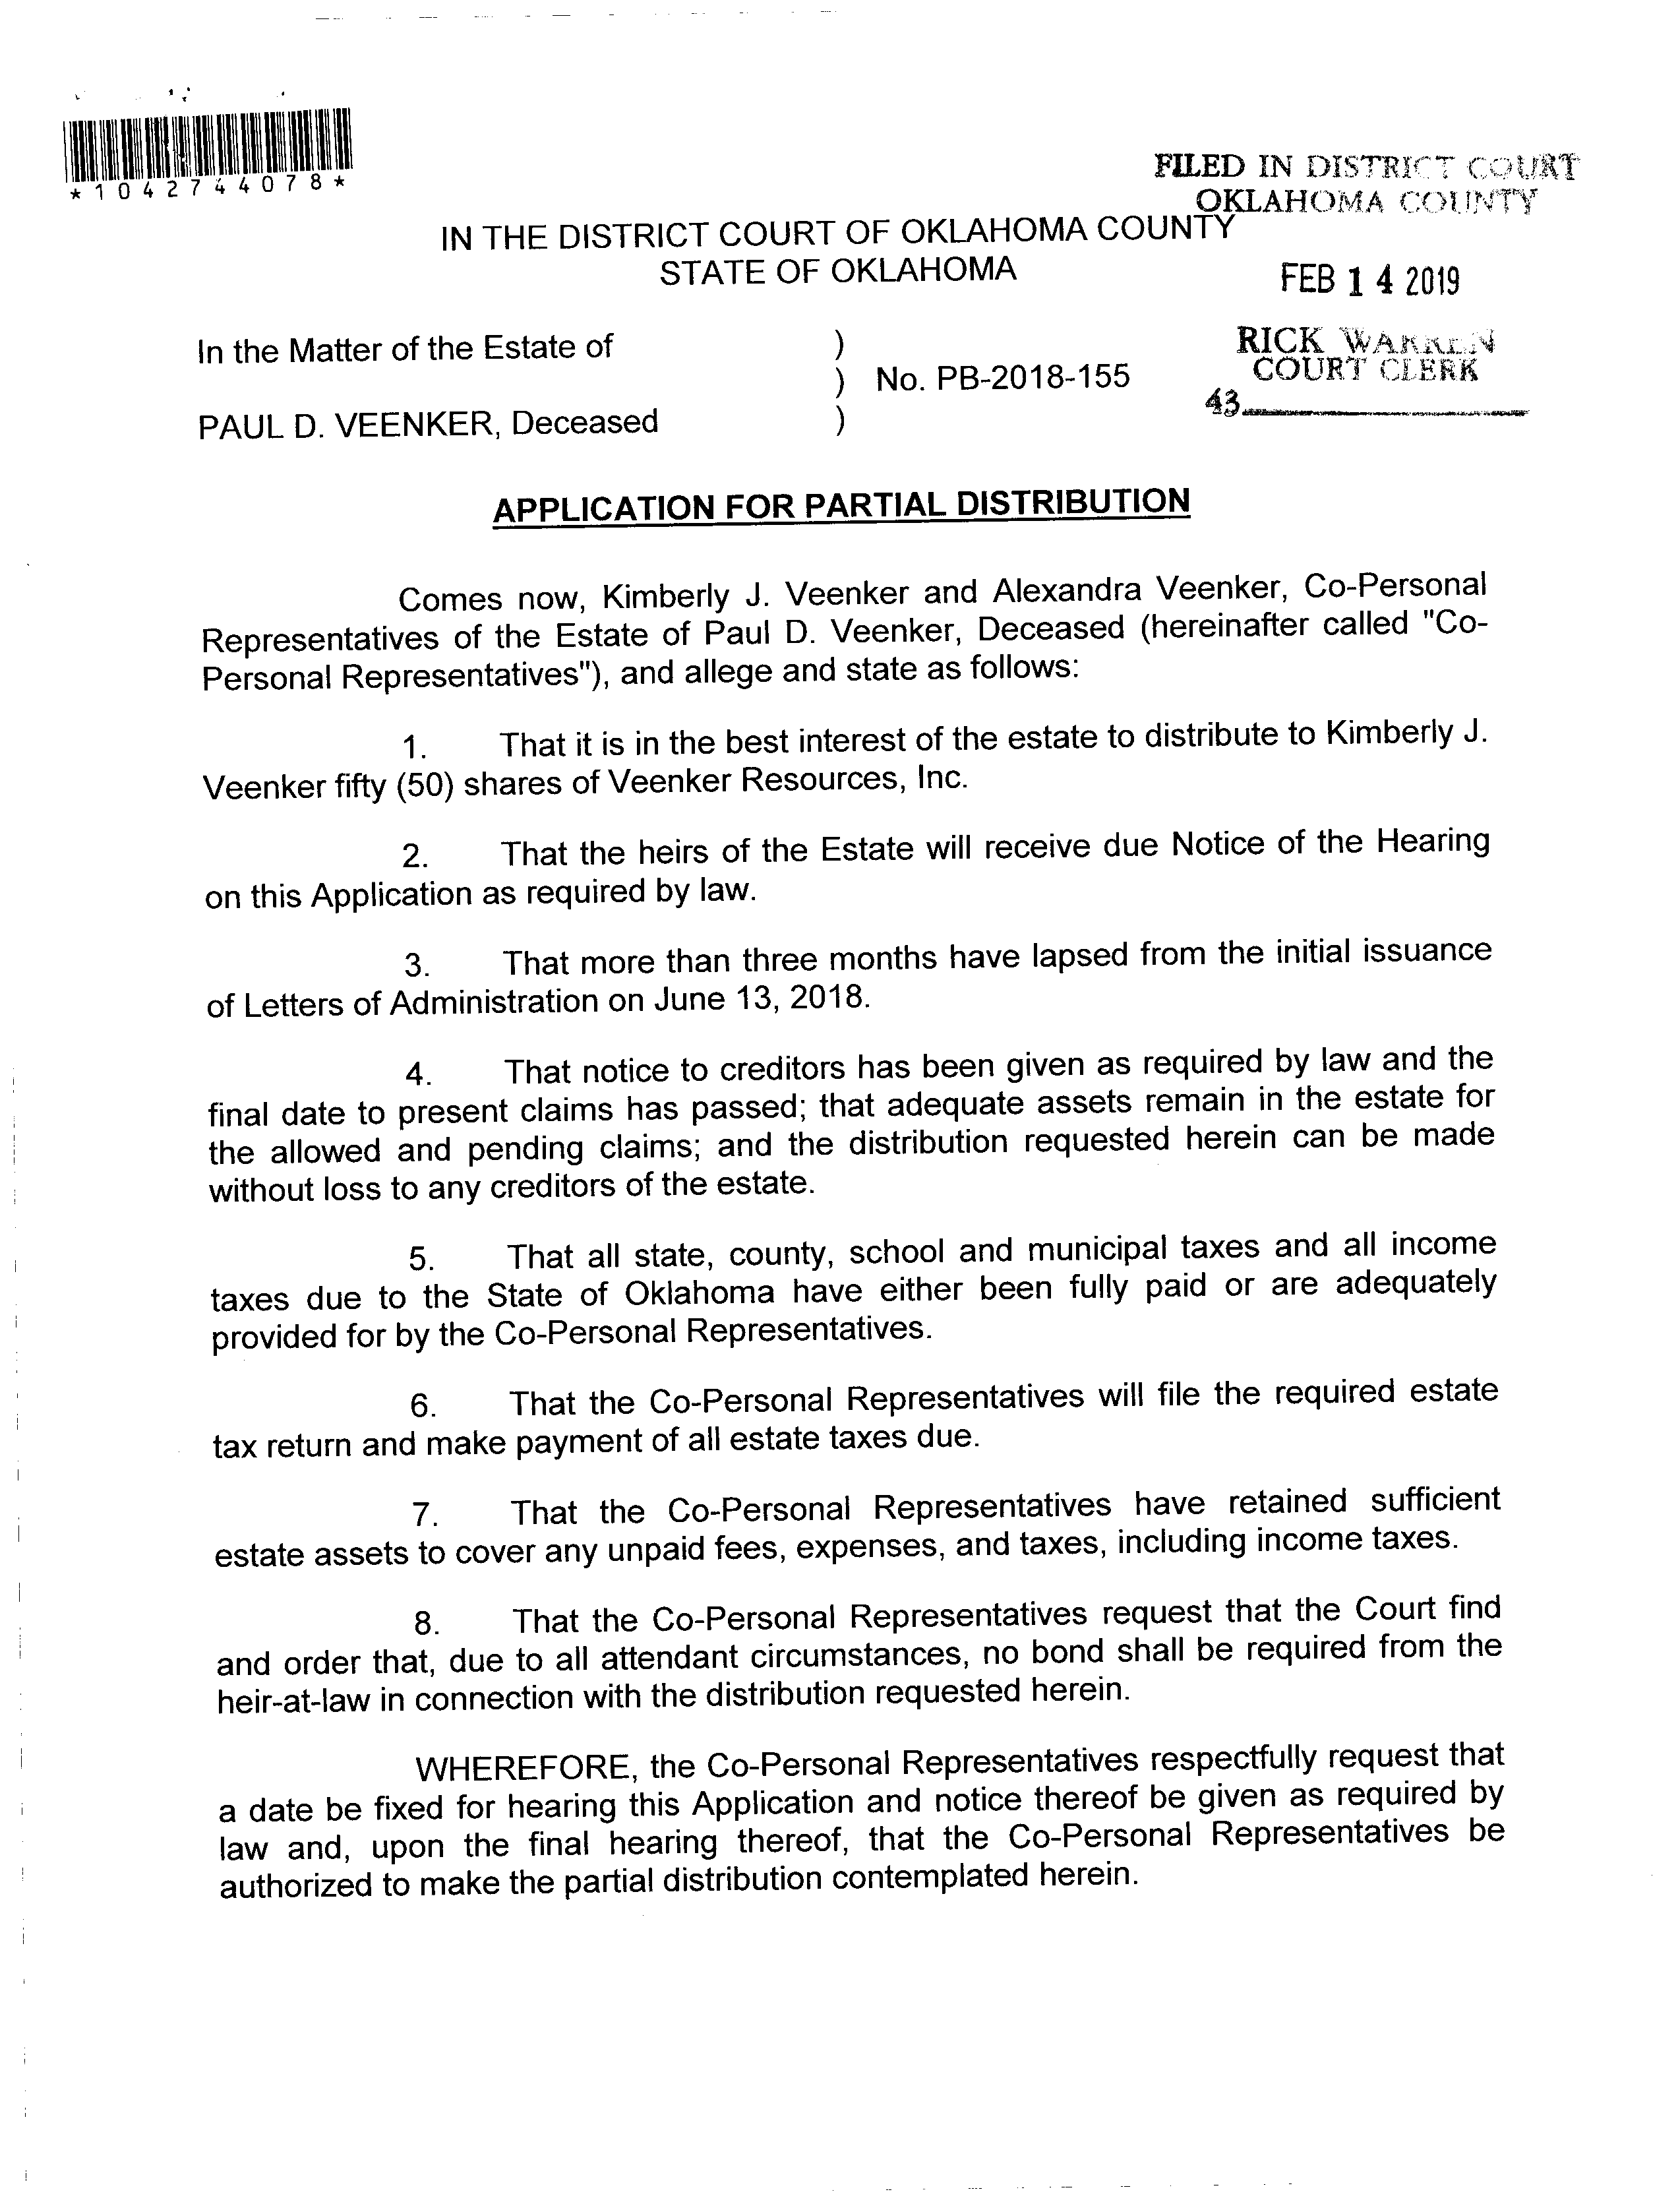 *1042744078*
FILED IN DISTRICT COURT
OKLAHOMA COUNTY
IN THE DISTRICT COURT OF OKLAHOMA COUNTY
STATE OF OKLAHOMA
FEB 14 2019
In the Matter of the Estate of )
) No. PB-2018-155
PAUL D. VEENKER, Deceased )
RICK WARREN
COURT CLERK
43
APPLICATION FOR PARTIAL DISTRIBUTION
Comes now, Kimberly J. Veenker and Alexandra Veenker, Co-Personal
Representatives of the Estate of Paul D. Veenker, Deceased (hereinafter called "Co-
Personal Representatives"), and allege and state as follows:
1. That it is in the best interest of the estate to distribute to Kimberly J.
Veenker fifty (50) shares of Veenker Resources, Inc.
2. That the heirs of the Estate will receive due Notice of the Hearing
on this Application as required by law.
3. That more than three months have lapsed from the initial issuance
of Letters of Administration on June 13, 2018.
4. That notice to creditors has been given as required by law and the
final date to present claims has passed; that adequate assets remain in the estate for
the allowed and pending claims; and the distribution requested herein can be made
without loss to any creditors of the estate.
5. That all state, county, school and municipal taxes and all income
taxes due to the State of Oklahoma have either been fully paid or are adequately
provided for by the Co-Personal Representatives.
6. That the Co-Personal Representatives will file the required estate
tax return and make payment of all estate taxes due.
7. That the Co-Personal Representatives have retained sufficient
estate assets to cover any unpaid fees, expenses, and taxes, including income taxes.
8. That the Co-Personal Representatives request that the Court find
and order that, due to all attendant circumstances, no bond shall be required from the
heir-at-law in connection with the distribution requested herein.
WHEREFORE, the Co-Personal Representatives respectfully request that
a date be fixed for hearing this Application and notice thereof be given as required by
law and, upon the final hearing thereof, that the Co-Personal Representatives be
authorized to make the partial distribution contemplated herein.